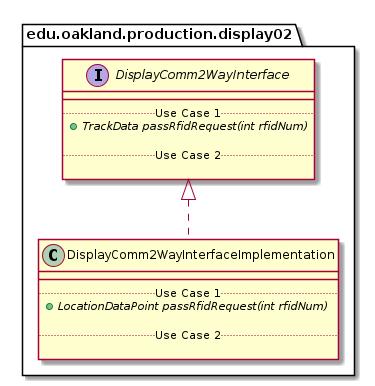 edu.oakland.production.display02
I DisplayComm2WayInterface
Use Case 1
TrackData passRfidRequest(int rfidNum)
Use Case 2
C DisplayComm2WayInterfaceImplementation
Use Case 1
LocationDataPoint passRfidRequest(int rfidNum)
Use Case 2